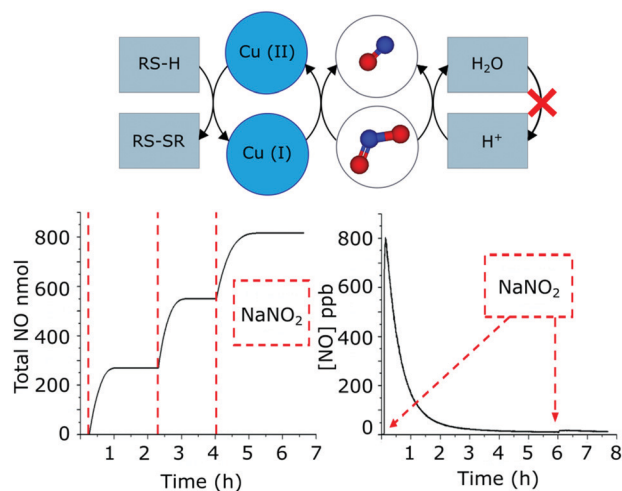 RS-H
Cu (II)
H₂O
RS-SR
Cu (I)
H⁺
Total NO nmol
800
600
400
200
0
1 2 3 4 5 6 7
Time (h)
NaNO₂
[NO] ppb
800
600
400
200
0
0 1 2 3 4 5 6 7 8
Time (h)
NaNO₂